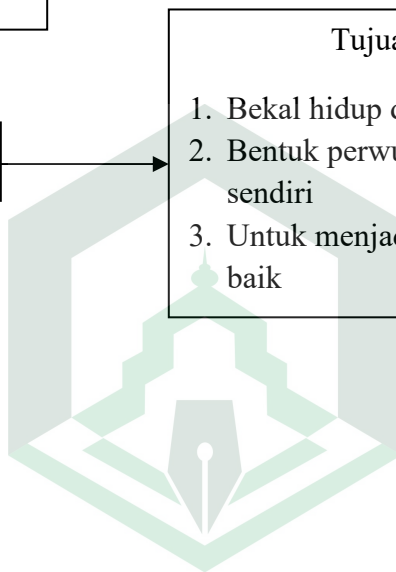 Tujua
1. Bekal hidup d
2. Bentuk perwu
sendiri
3. Untuk menjad
baik